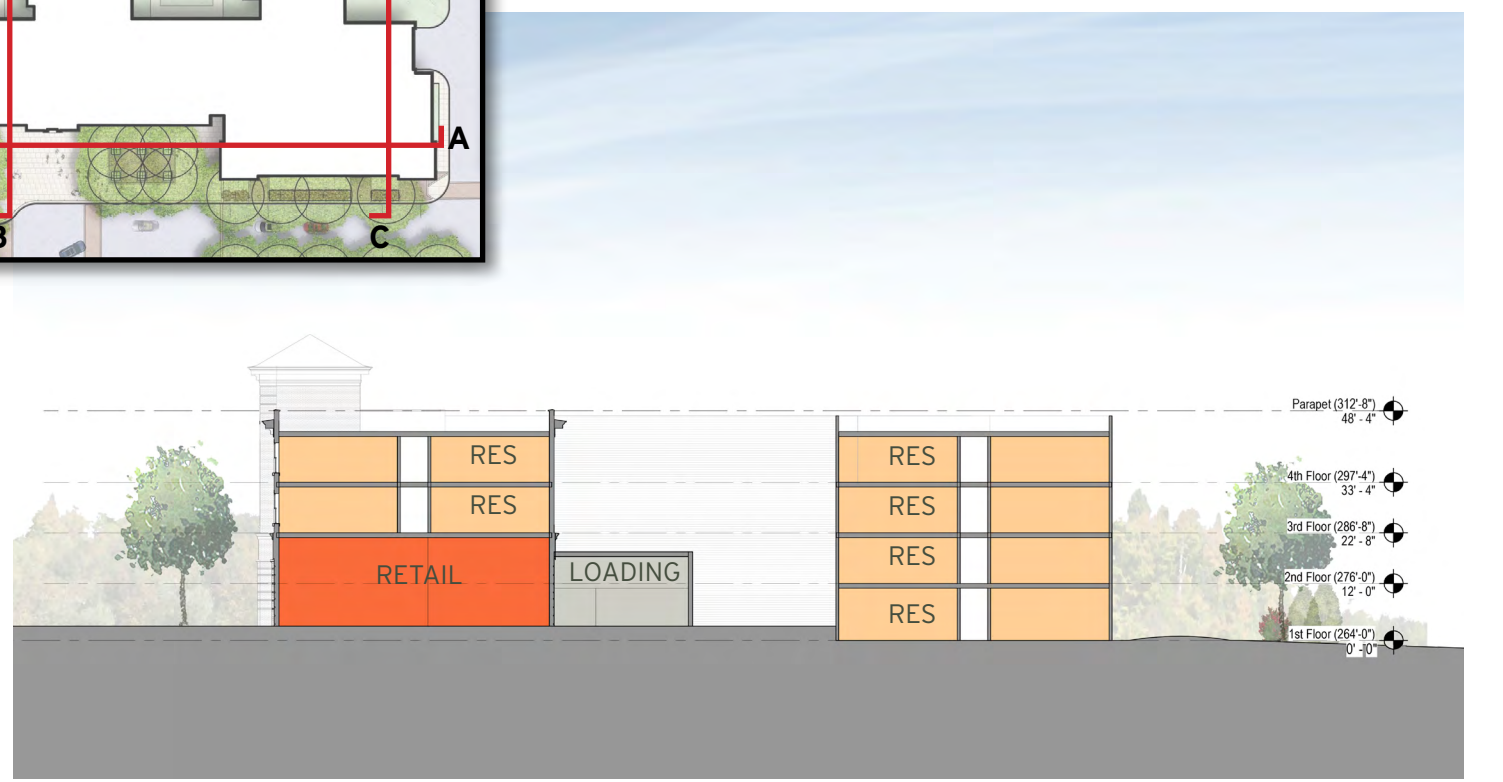 A
B
C
Parapet (312'-8")
48' - 4"
RES
RES
4th Floor (297'-4")
33' - 4"
RES
RES
3rd Floor (286'-8")
22' - 8"
RETAIL
LOADING
RES
2nd Floor (276'-0")
12' - 0"
RES
1st Floor (264'-0")
0' - 0"